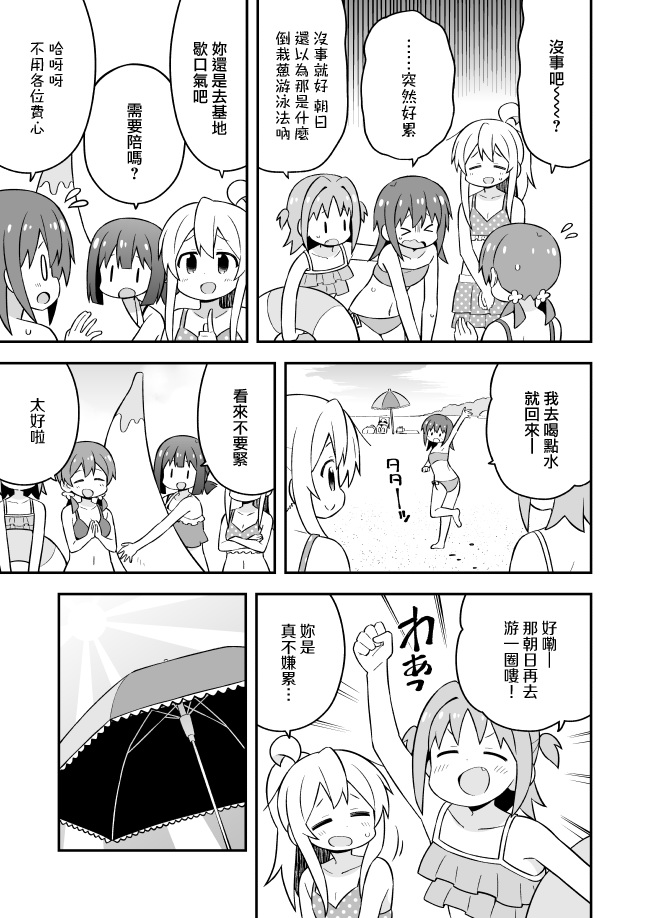 沒事吧~~~?
……突然好累
沒事就好 朝日
還以為那是什麼
倒栽蔥游泳法吶
妳還是去基地
歇口氣吧
需要陪嗎?
哈呀呀
不用各位費心
我去喝點水
就回來—
タタ—ッ
看來不要緊
太好啦
好嘞—
那朝日再去
游一圈嘍!
わぁっ
妳是
真不嫌累…